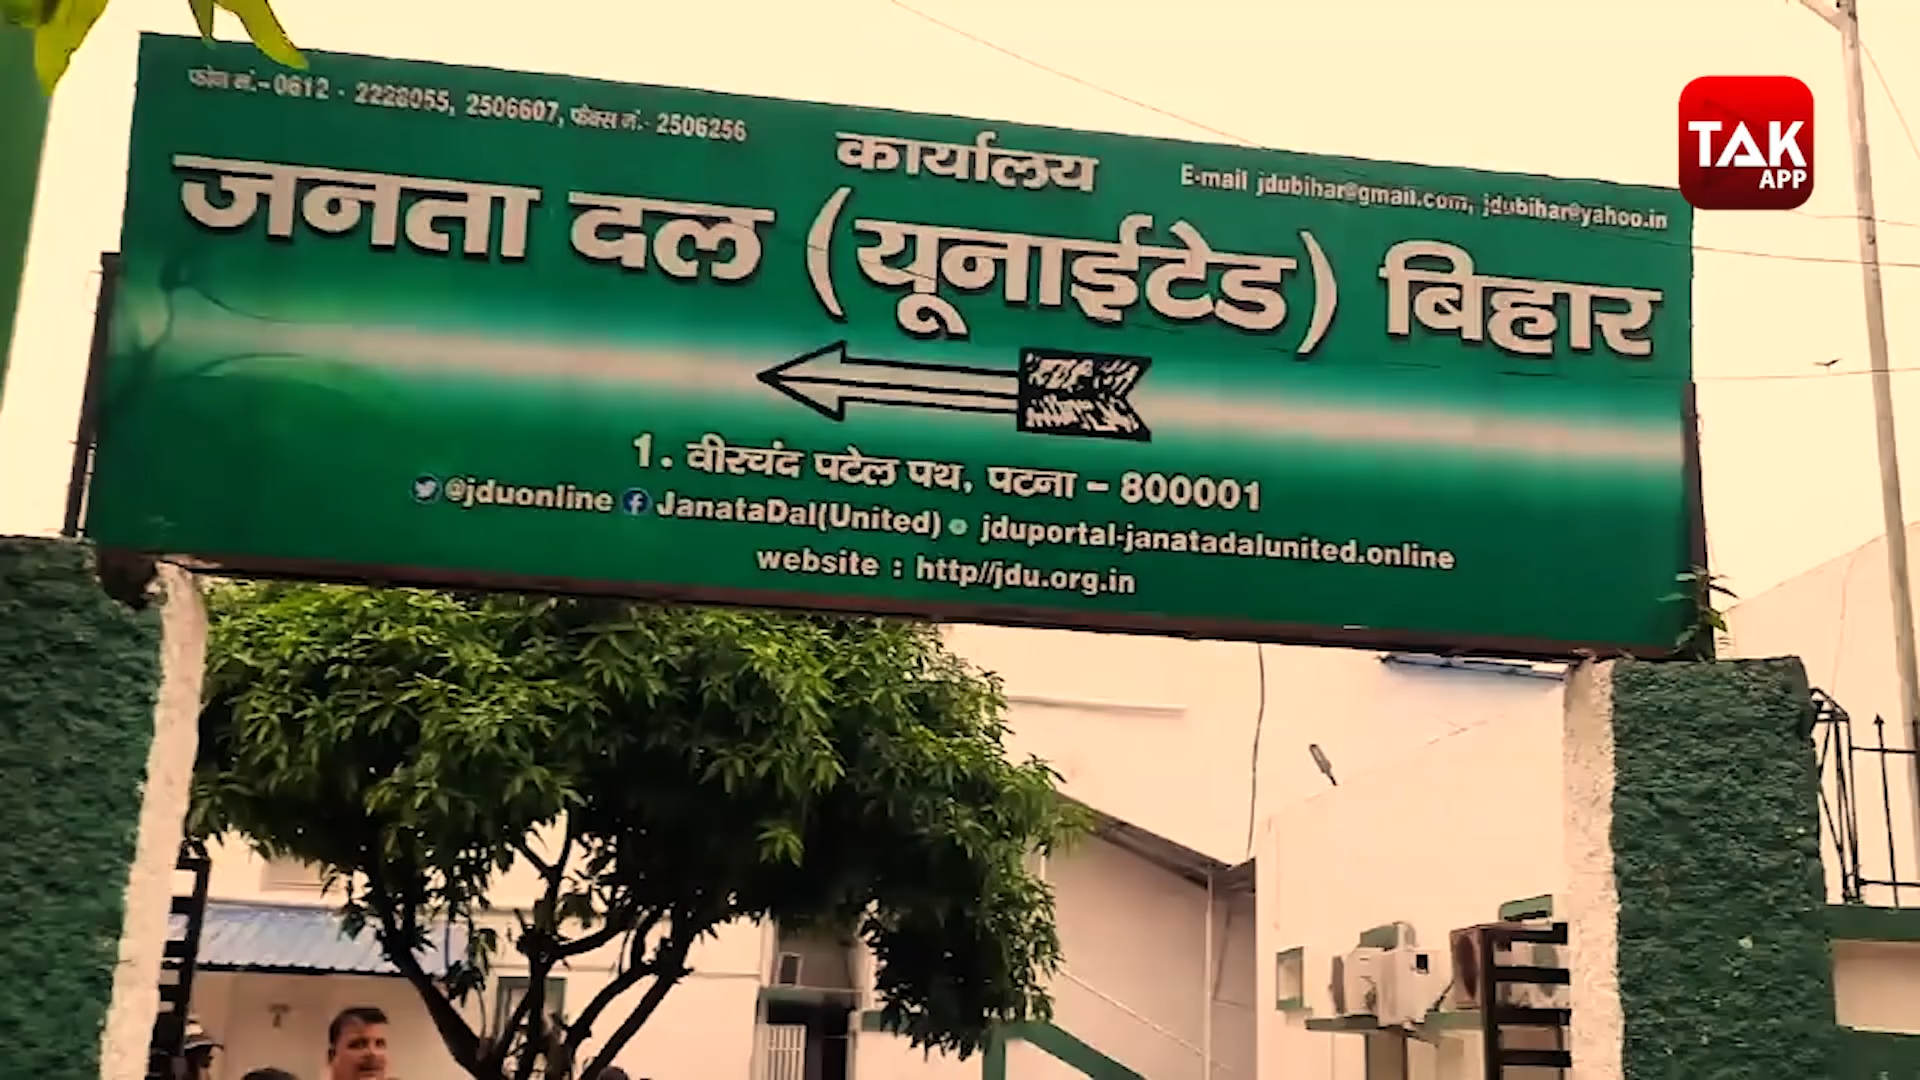 फोन नं.- 0612 - 2228055, 2506607, फेक्स नं.- 2506256
कार्यालय
E-mail jdubihar@gmail.com, jdubihar@yahoo.in
जनता दल (यूनाईटेड) बिहार
1. वीरचंद पटेल पथ, पटना – 800001
@jduonline JanataDal(United) jduportal-janatadalunited.online
website : http//jdu.org.in
TAK
APP